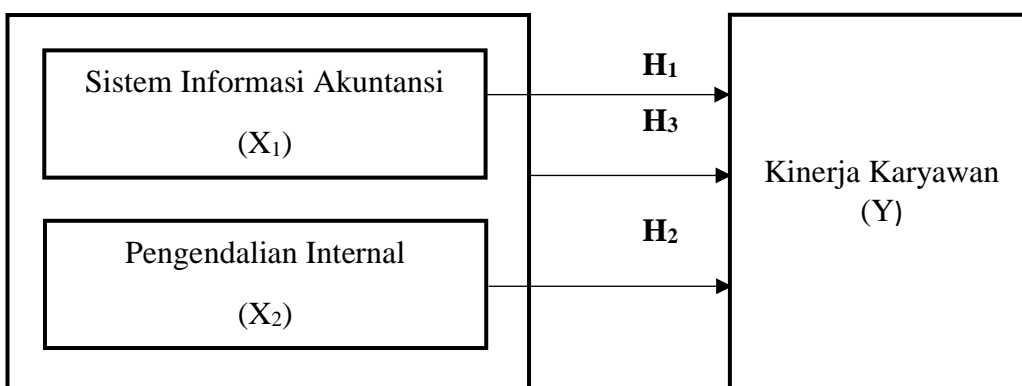 Sistem Informasi Akuntansi
(X₁)
H₁
H₃
Pengendalian Internal
(X₂)
H₂
Kinerja Karyawan
(Y)